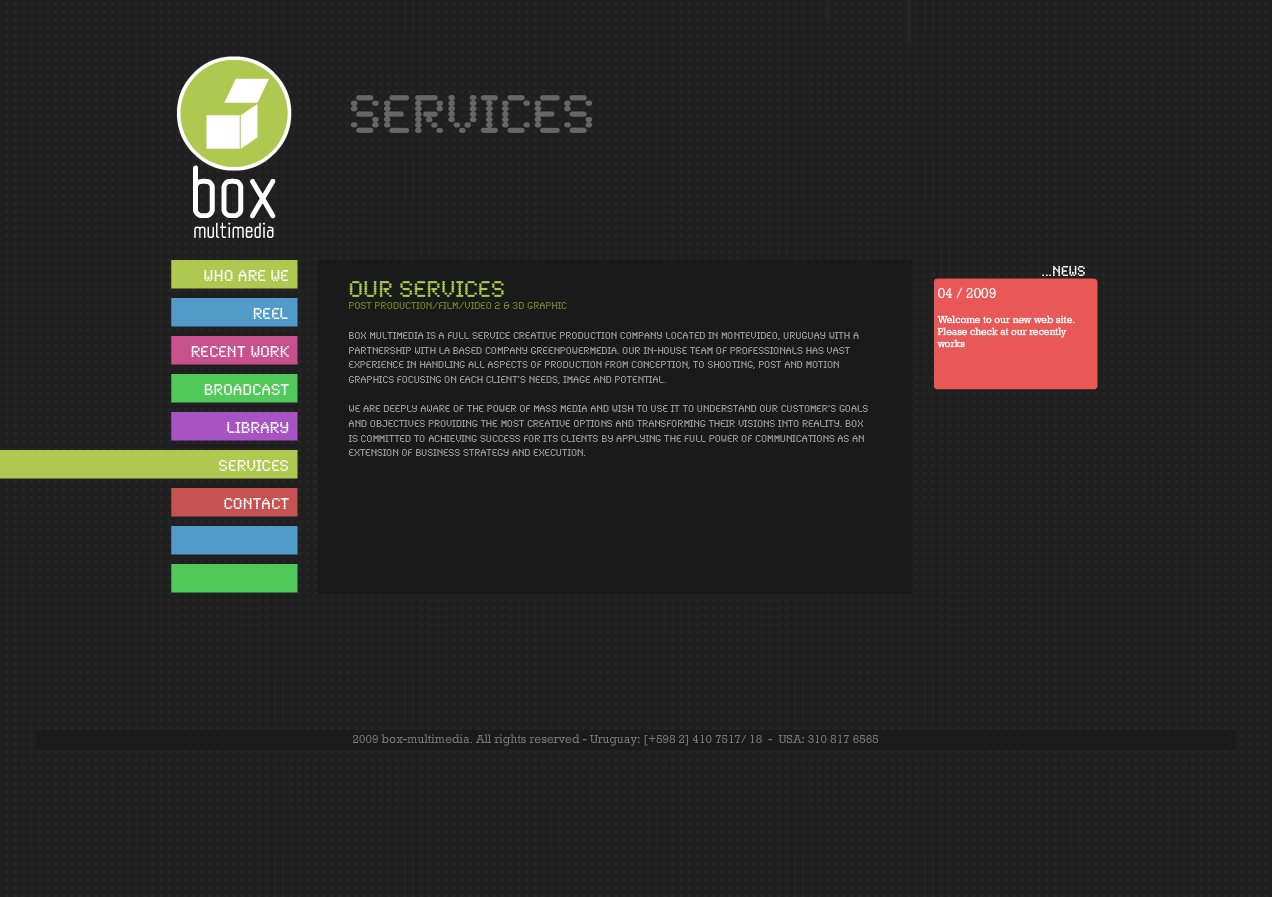 box
multimedia
SERVICES
WHO ARE WE
REEL
RECENT WORK
BROADCAST
LIBRARY
SERVICES
CONTACT
OUR SERVICES
POST PRODUCTION/FILM/VIDEO 2 & 3D GRAPHIC
BOX MULTIMEDIA IS A FULL SERVICE CREATIVE PRODUCTION COMPANY LOCATED IN MONTEVIDEO, URUGUAY WITH A
PARTNERSHIP WITH LA BASED COMPANY GREENPOWERMEDIA. OUR IN-HOUSE TEAM OF PROFESSIONALS HAS VAST
EXPERIENCE IN HANDLING ALL ASPECTS OF PRODUCTION FROM CONCEPTION, TO SHOOTING, POST AND MOTION
GRAPHICS FOCUSING ON EACH CLIENT'S NEEDS, IMAGE AND POTENTIAL.
WE ARE DEEPLY AWARE OF THE POWER OF MASS MEDIA AND WISH TO USE IT TO UNDERSTAND OUR CUSTOMER'S GOALS
AND OBJECTIVES PROVIDING THE MOST CREATIVE OPTIONS AND TRANSFORMING THEIR VISIONS INTO REALITY. BOX
IS COMMITTED TO ACHIEVING SUCCESS FOR ITS CLIENTS BY APPLYING THE FULL POWER OF COMMUNICATIONS AS AN
EXTENSION OF BUSINESS STRATEGY AND EXECUTION.
...NEWS
04 / 2009
Welcome to our new web site.
Please check at our recently
works
2009 box-multimedia. All rights reserved - Uruguay: [+598 2] 410 7517/ 18 - USA: 310 817 6565